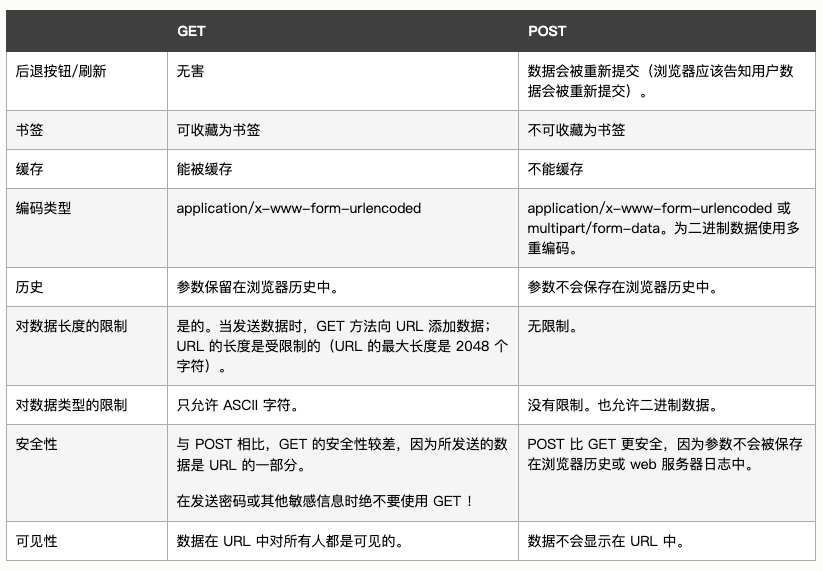 GET
POST
后退按钮/刷新
无害
数据会被重新提交（浏览器应该告知用户数
据会被重新提交）。
书签
可收藏为书签
不可收藏为书签
缓存
能被缓存
不能缓存
编码类型
application/x-www-form-urlencoded
application/x-www-form-urlencoded 或
multipart/form-data。为二进制数据使用多
重编码。
历史
参数保留在浏览器历史中。
参数不会保存在浏览器历史中。
对数据长度的限制
是的。当发送数据时，GET 方法向 URL 添加数据；
URL 的长度是受限制的（URL 的最大长度是 2048 个
字符）。
无限制。
对数据类型的限制
只允许 ASCII 字符。
没有限制。也允许二进制数据。
安全性
与 POST 相比，GET 的安全性较差，因为所发送的数
据是 URL 的一部分。
在发送密码或其他敏感信息时绝不要使用 GET ！
POST 比 GET 更安全，因为参数不会被保存
在浏览器历史或 web 服务器日志中。
可见性
数据在 URL 中对所有人都是可见的。
数据不会显示在 URL 中。